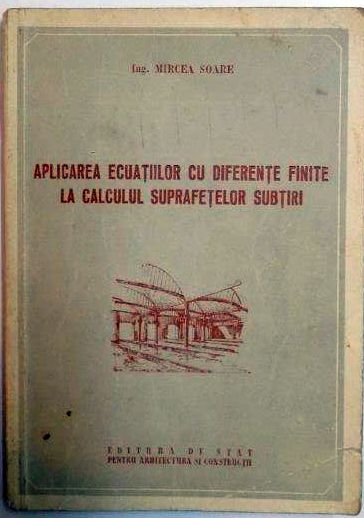 Ing. MIRCEA SOARE
APLICAREA ECUAȚIILOR CU DIFERENȚE FINITE
LA CALCULUL SUPRAFEȚELOR SUBȚIRI
EDITURA DE STAT
PENTRU ARHITECTURĂ ȘI CONSTRUCȚII